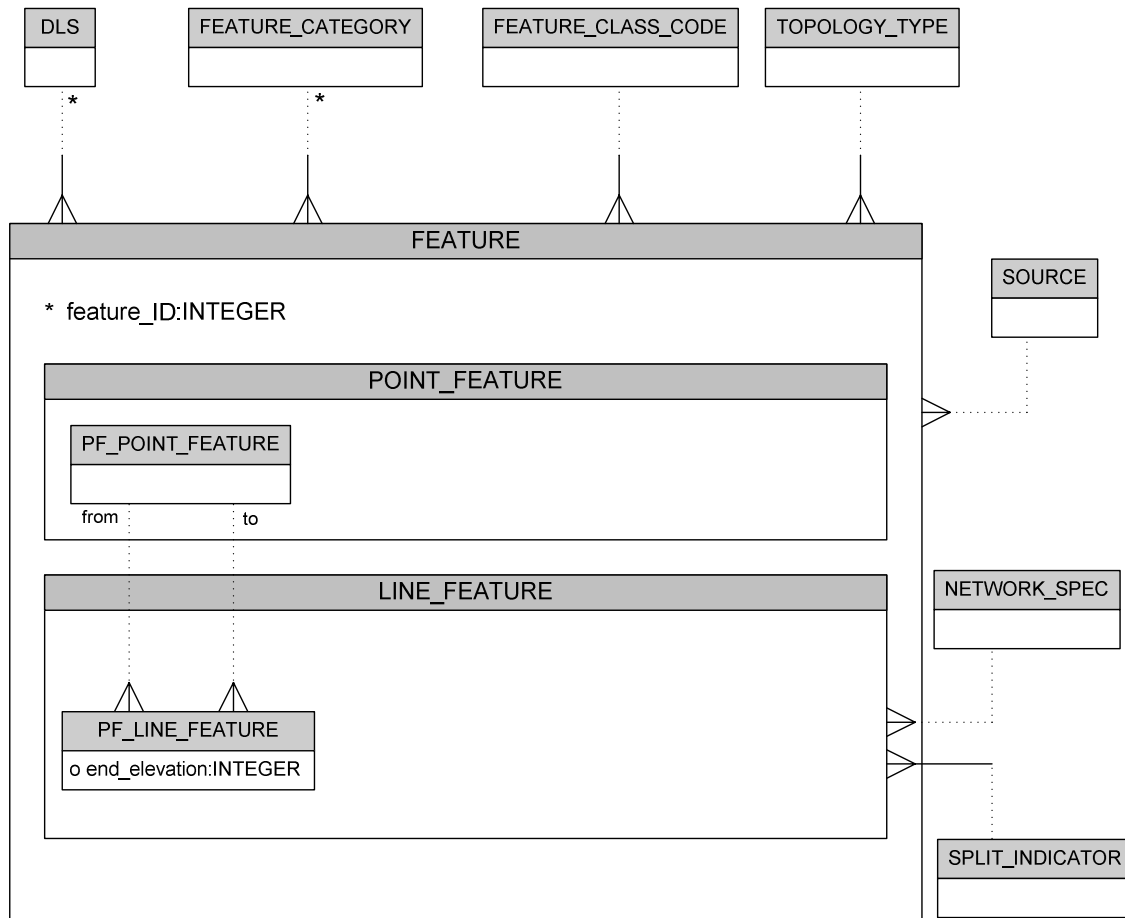 DLS
FEATURE_CATEGORY
FEATURE_CLASS_CODE
TOPOLOGY_TYPE
*
*
FEATURE
SOURCE
* feature_ID:INTEGER
POINT_FEATURE
PF_POINT_FEATURE
from
to
LINE_FEATURE
NETWORK_SPEC
PF_LINE_FEATURE
o end_elevation:INTEGER
SPLIT_INDICATOR